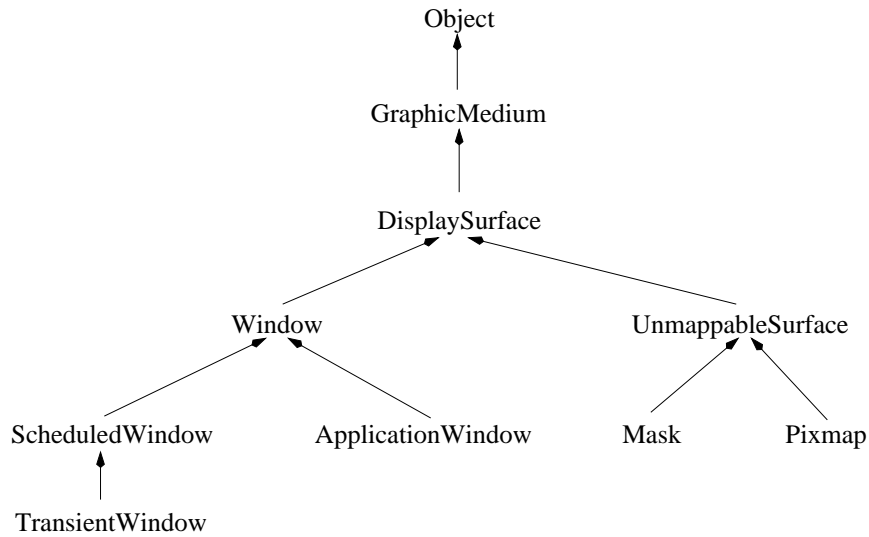 Object
GraphicMedium
DisplaySurface
Window
UnmappableSurface
ScheduledWindow
ApplicationWindow
Mask
Pixmap
TransientWindow